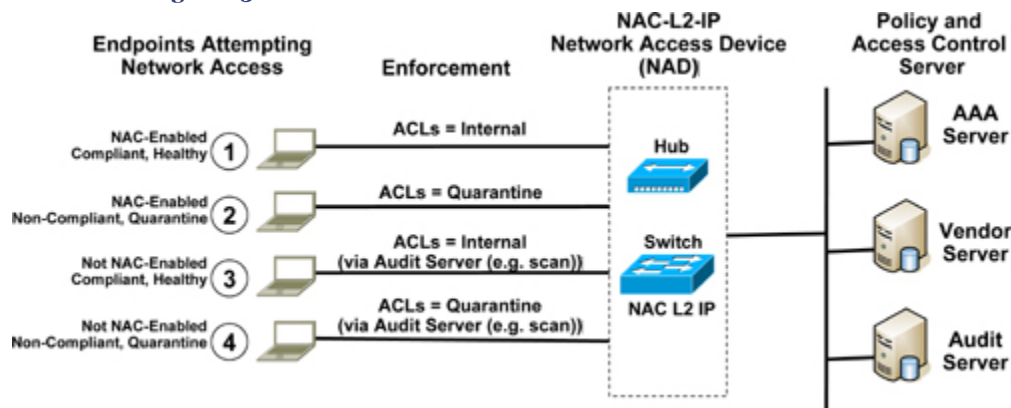 Endpoints Attempting
Network Access
Enforcement
NAC-L2-IP
Network Access Device
(NAD)
Policy and
Access Control
Server
NAC-Enabled
Compliant, Healthy
1
ACLs = Internal
NAC-Enabled
Non-Compliant, Quarantine
2
ACLs = Quarantine
Not NAC-Enabled
Compliant, Healthy
3
ACLs = Internal
(via Audit Server (e.g. scan))
Not NAC-Enabled
Non-Compliant, Quarantine
4
ACLs = Quarantine
(via Audit Server (e.g. scan))
Hub
Switch
NAC L2 IP
AAA
Server
Vendor
Server
Audit
Server